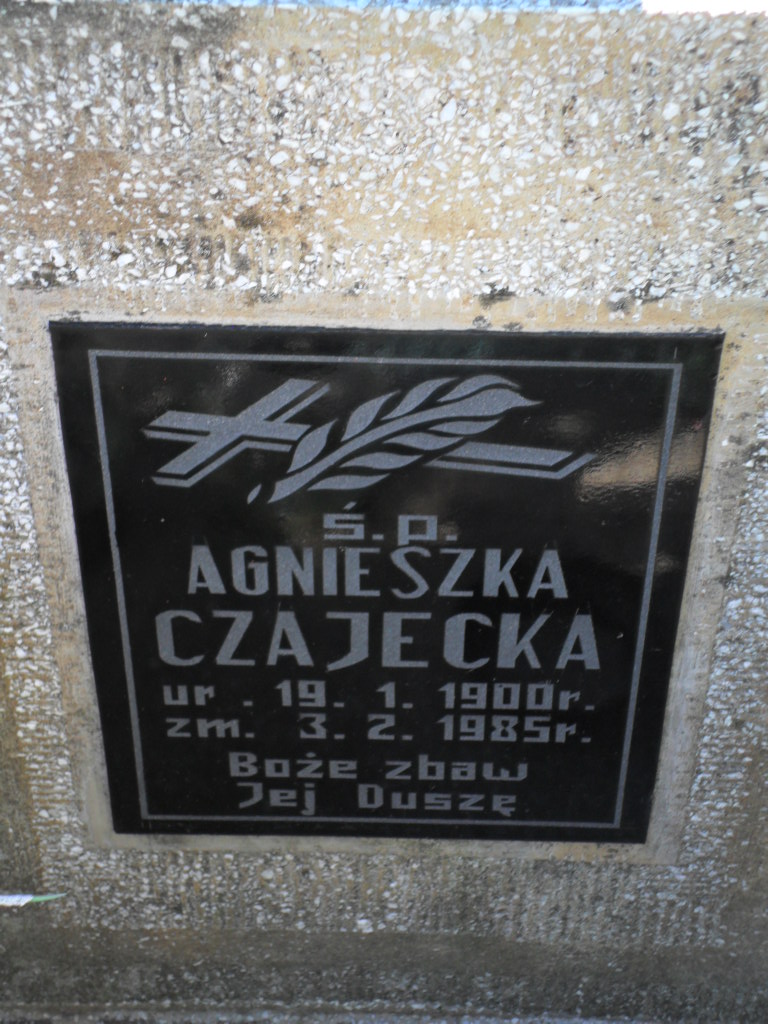 Ś.P.
AGNIESZKA
CZAJECKA
ur. 19. 1. 1900r.
zm. 3. 2. 1985r.
Boże zbaw
Jej Duszę